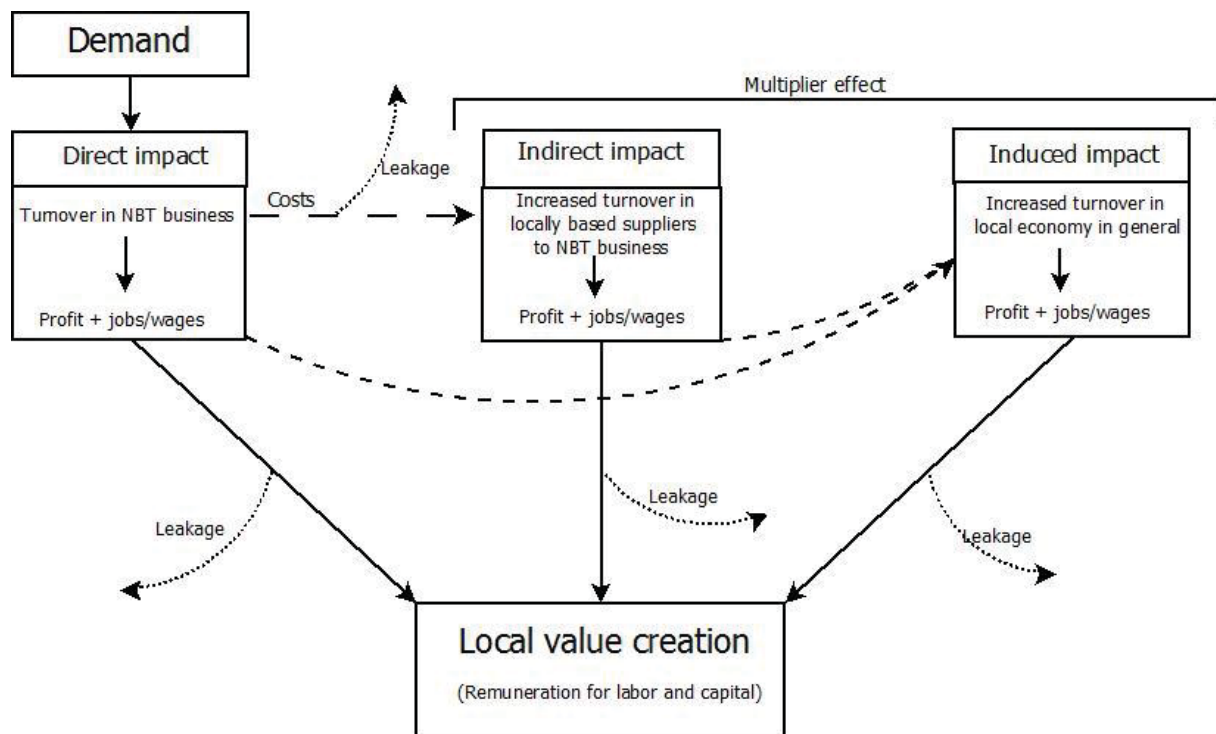 Demand
Multiplier effect
Direct impact
Turnover in NBT business
Profit + jobs/wages
Costs
Leakage
Indirect impact
Increased turnover in
locally based suppliers
to NBT business
Profit + jobs/wages
Induced impact
Increased turnover in
local economy in general
Profit + jobs/wages
Leakage
Leakage
Leakage
Local value creation
(Remuneration for labor and capital)